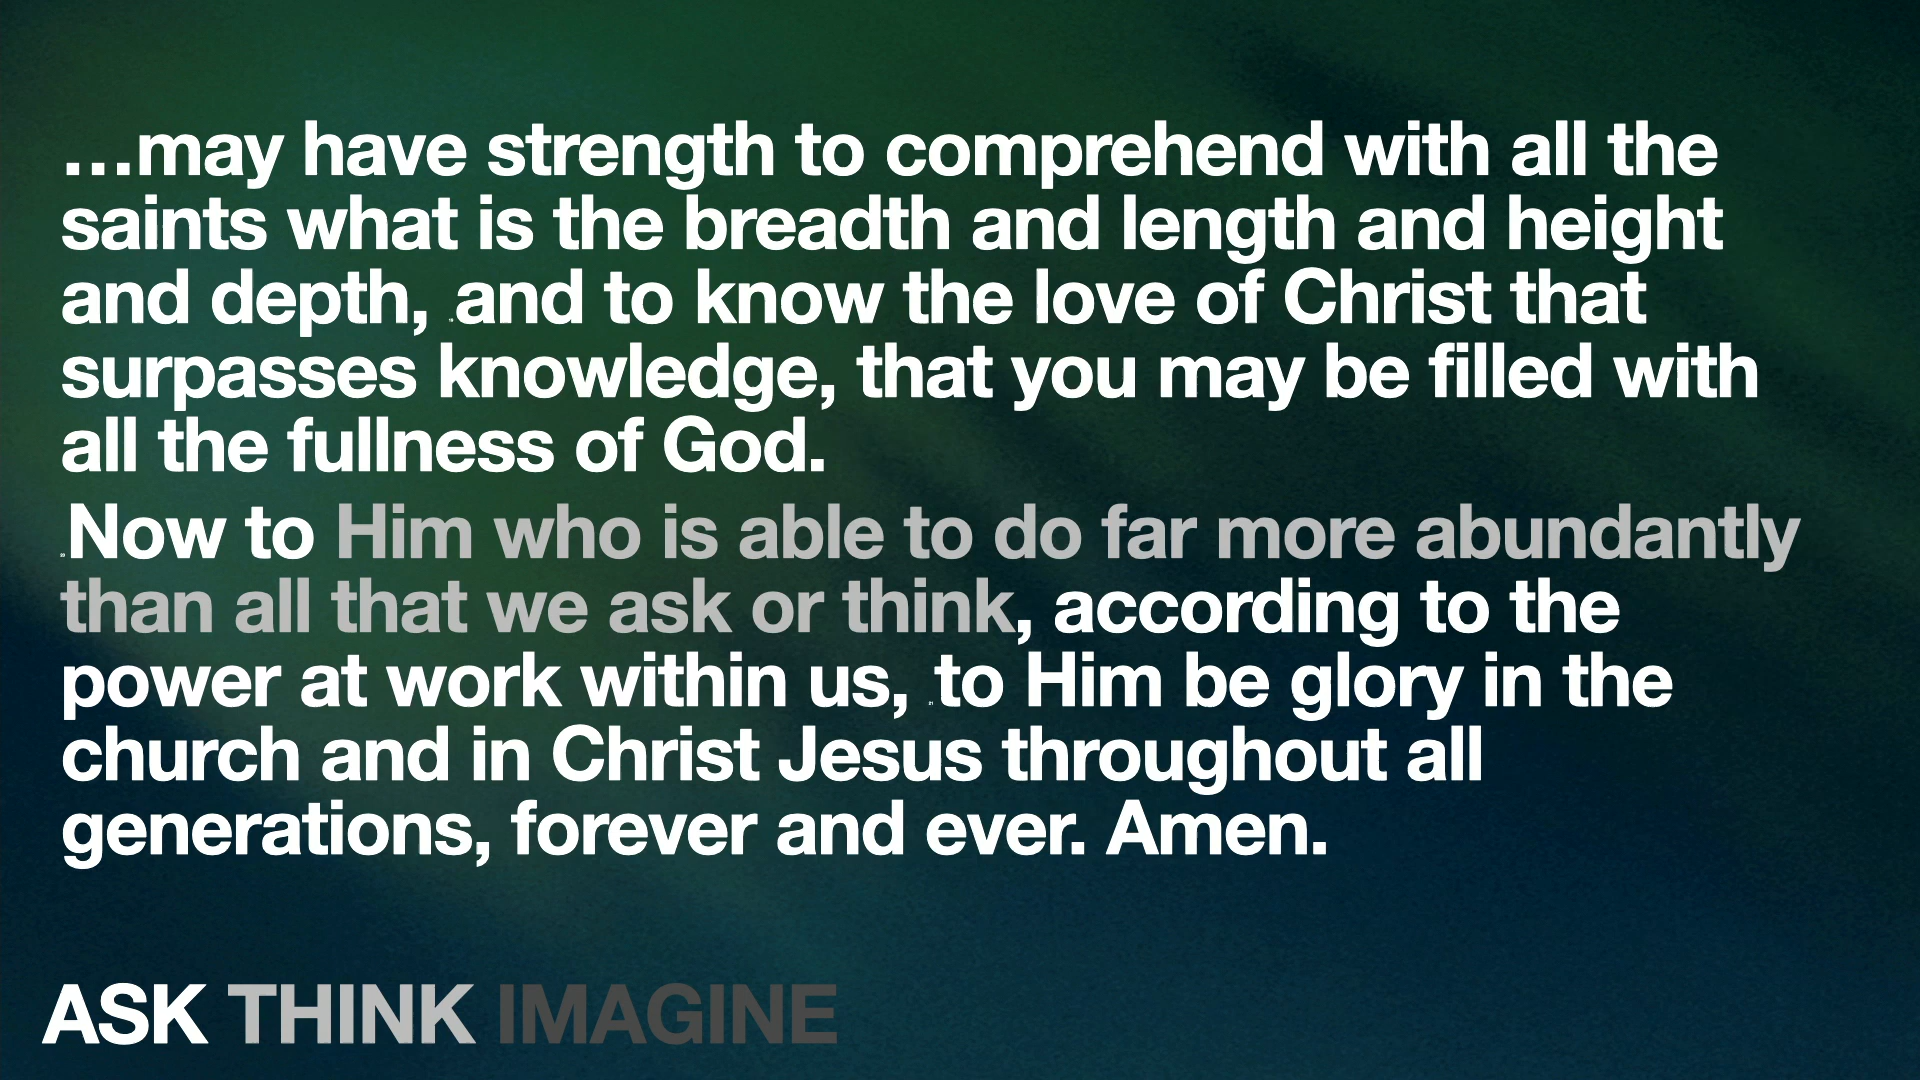 …may have strength to comprehend with all the
saints what is the breadth and length and height
and depth, and to know the love of Christ that
surpasses knowledge, that you may be filled with
all the fullness of God.
Now to Him who is able to do far more abundantly
than all that we ask or think, according to the
power at work within us, to Him be glory in the
church and in Christ Jesus throughout all
generations, forever and ever. Amen.
ASK THINK IMAGINE